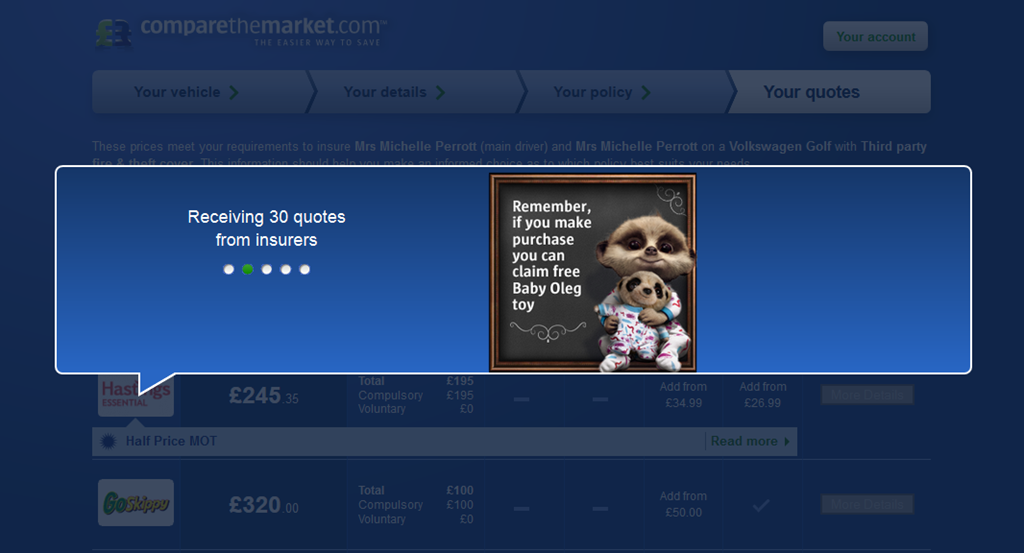 comparethemarket.com™
THE EASIER WAY TO SAVE
Your account
Your vehicle
Your details
Your policy
Your quotes
These prices meet your requirements to insure Mrs Michelle Perrott (main driver) and Mrs Michelle Perrott on a Volkswagen Golf with Third party
fire & theft cover. This information should help you make an informed choice as to which policy best suits your needs.
Receiving 30 quotes
from insurers
Remember,
if you make
purchase
you can
claim free
Baby Oleg
toy
Hastings
ESSENTIAL
£245.35
Total £195
Compulsory £195
Voluntary £0
Add from
£34.99
Add from
£26.99
More Details
Half Price MOT
Read more
GoSkippy
£320.00
Total £100
Compulsory £100
Voluntary £0
Add from
£50.00
More Details